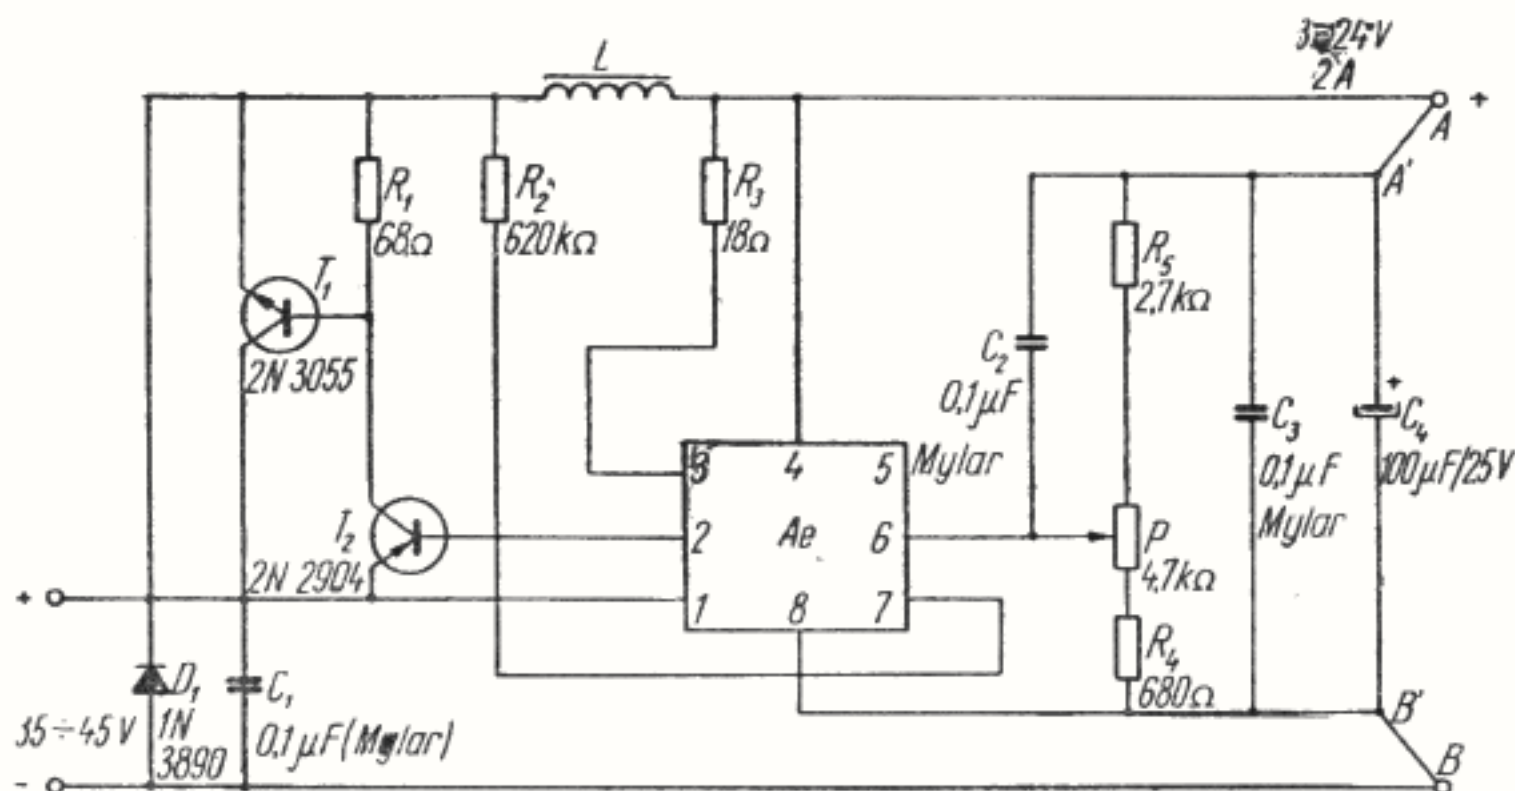 3÷24V
2A
L
+
A
A'
R₁
68Ω
R₂
620kΩ
R₃
18Ω
R₅
2,7kΩ
T₁
2N 3055
C₂
0,1μF
Mylar
C₃
0,1μF
Mylar
+
C₄
100μF/25V
3
4
5
2
Ae
6
1
8
7
T₂
2N 2904
P
4,7kΩ
+
R₄
680Ω
D₁
1N
3890
C₁
0,1μF(Mylar)
35÷45V
-
B'
B